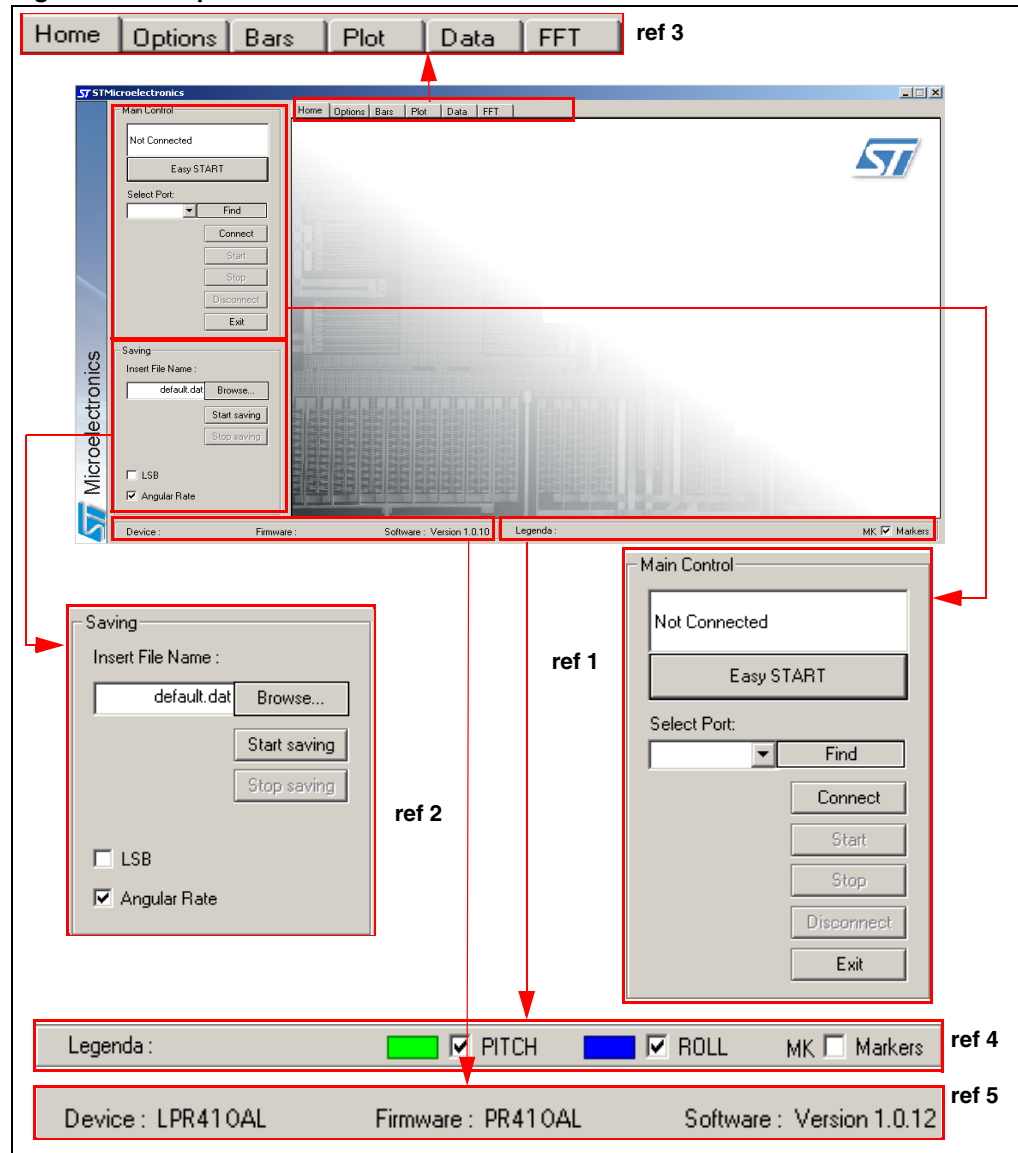 Home Options Bars Plot Data FFT ref 3
STMicroelectronics
Main Control
Home Options Bars Plot Data FFT
Not Connected
Easy START
Select Port:
Find
Connect
Start
Stop
Disconnect
Exit
Saving
Insert File Name :
default.dat Browse...
Start saving
Stop saving
LSB
Angular Rate
Microelectronics
ST
ST
Device : Firmware : Software : Version 1.0.10 Legenda : MK Markers
Saving
Insert File Name :
default.dat Browse...
Start saving
Stop saving
LSB
Angular Rate
ref 2
ref 1
Main Control
Not Connected
Easy START
Select Port:
Find
Connect
Start
Stop
Disconnect
Exit
Legenda : PITCH ROLL MK Markers ref 4
Device : LPR410AL Firmware : PR410AL Software : Version 1.0.12 ref 5